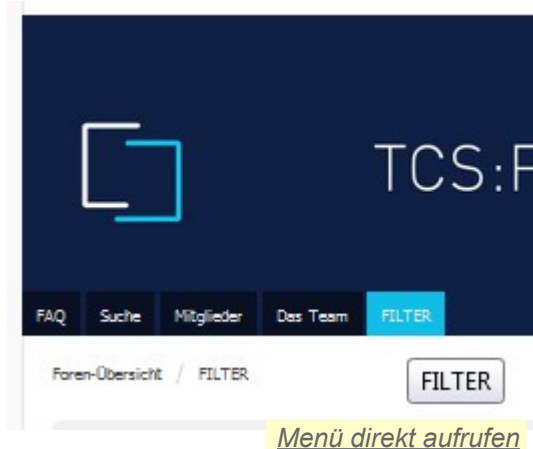 TCS:F
FAQ Suche Mitglieder Das Team FILTER
Foren-Übersicht / FILTER
FILTER
Menü direkt aufrufen